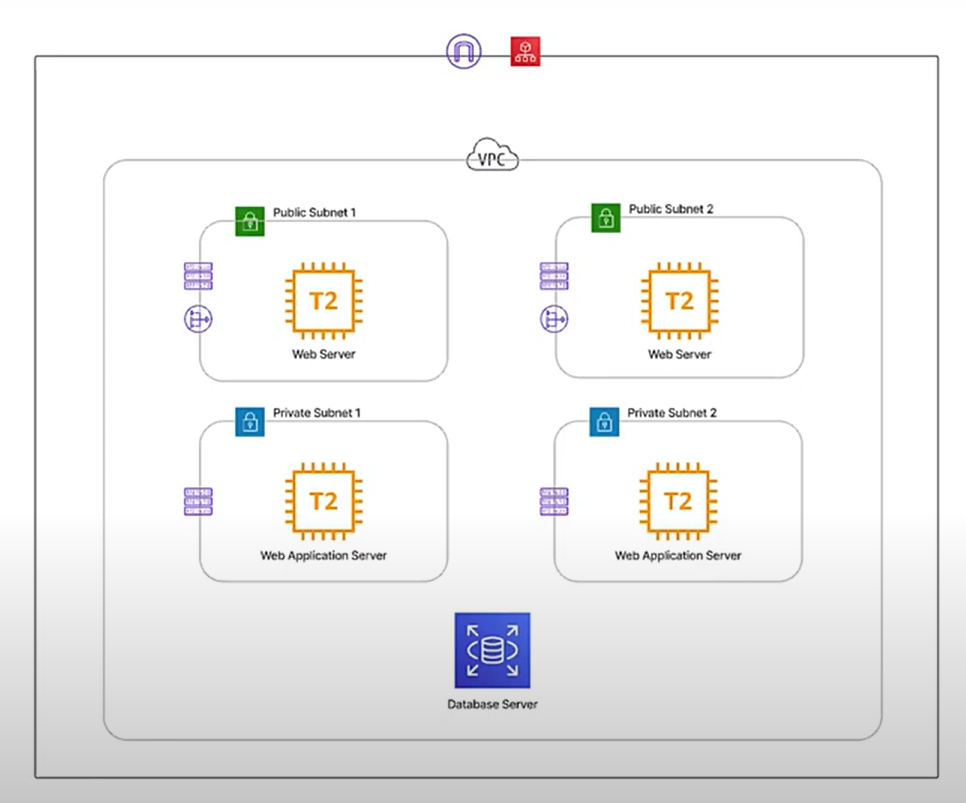 VPC
Public Subnet 1
Public Subnet 2
T2
T2
Web Server
Web Server
Private Subnet 1
Private Subnet 2
T2
T2
Web Application Server
Web Application Server
Database Server